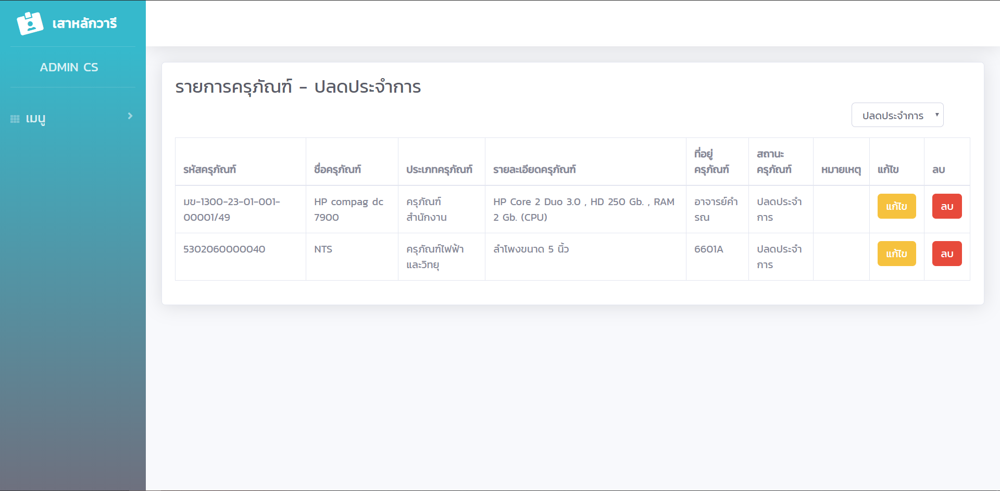 เสาหลักวารี
ADMIN CS
เมนู
รายการครุภัณฑ์ - ปลดประจำการ
ปลดประจำการ
รหัสครุภัณฑ์ ชื่อครุภัณฑ์ ประเภทครุภัณฑ์ รายละเอียดครุภัณฑ์ ที่อยู่ครุภัณฑ์ สถานะครุภัณฑ์ หมายเหตุ แก้ไข ลบ
มข-1300-23-01-001-00001/49 HP compag dc 7900 ครุภัณฑ์สำนักงาน HP Core 2 Duo 3.0 , HD 250 Gb. , RAM 2 Gb. (CPU) อาจารย์คำรณ ปลดประจำการ แก้ไข ลบ
5302060000040 NTS ครุภัณฑ์ไฟฟ้าและวิทยุ ลำโพงขนาด 5 นิ้ว 6601A ปลดประจำการ แก้ไข ลบ